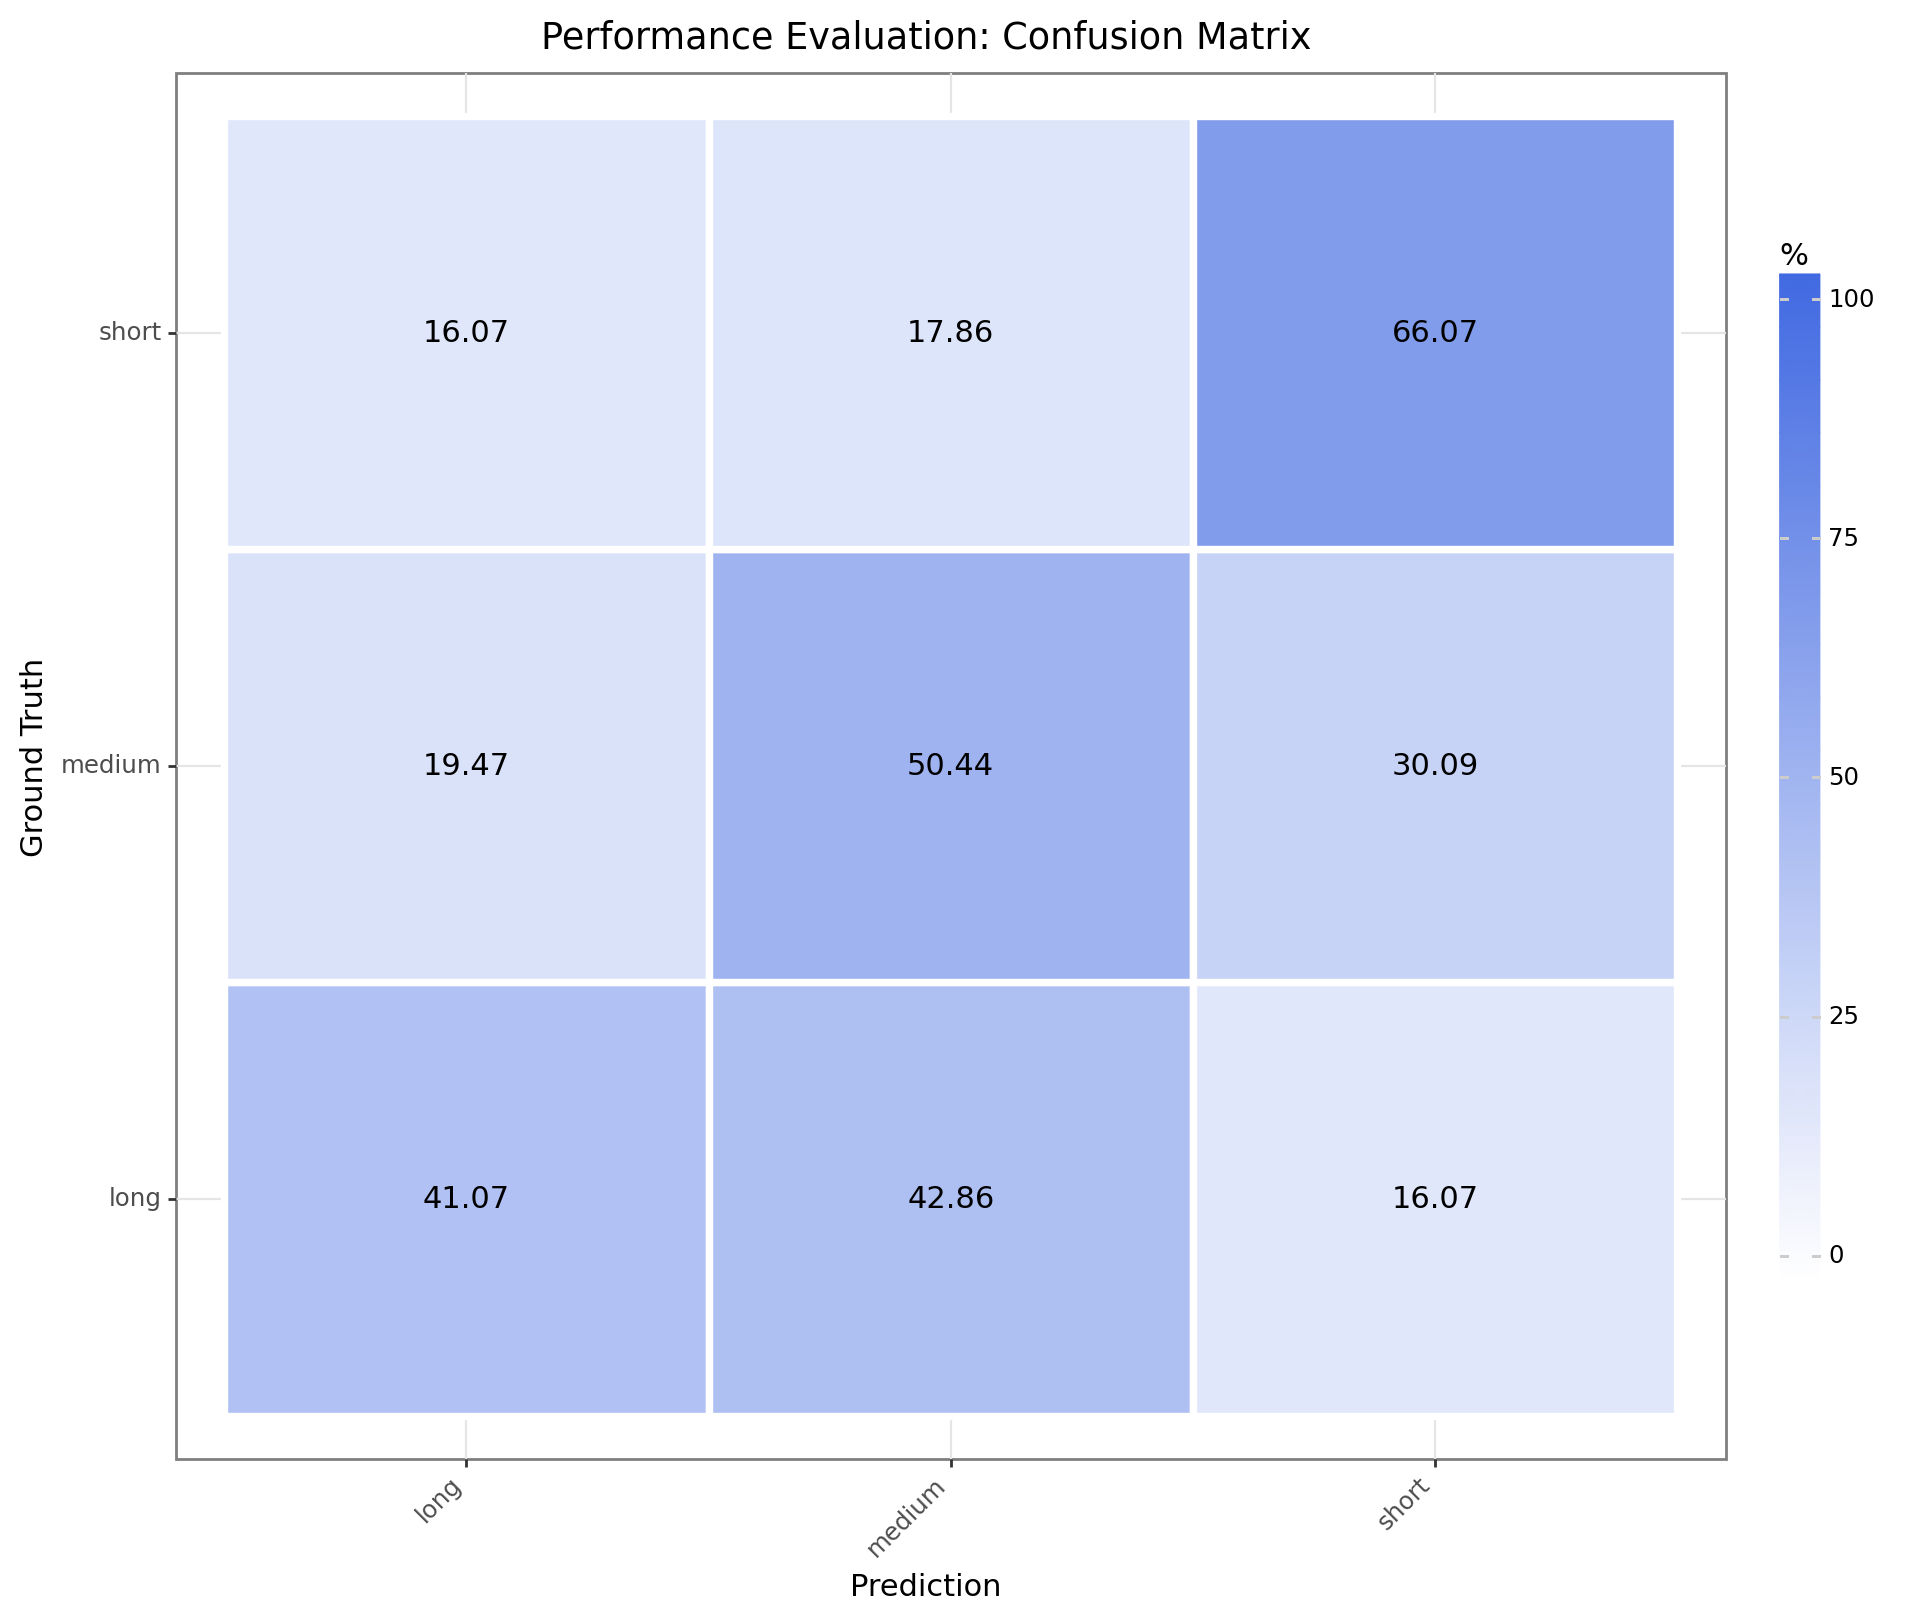 Performance Evaluation: Confusion Matrix
%
100
75
50
25
0
Ground Truth
short
16.07
17.86
66.07
medium
19.47
50.44
30.09
long
41.07
42.86
16.07
long
medium
short
Prediction